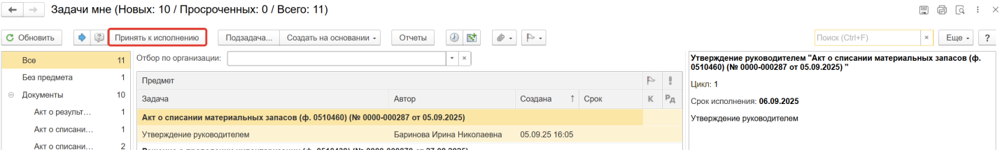 Задачи мне (Новых: 10 / Просроченных: 0 / Всего: 11)
Обновить Принять к исполнению Подзадача... Создать на основании Отчеты Поиск (Ctrl+F) × Еще ?
Все 11
Без предмета 1
Документы 10
Акт о результ... 1
Акт о списани... 1
Акт о списани... 2
Отбор по организации:
Предмет
Задача Автор Создана ↑ Срок К Рд
Акт о списании материальных запасов (ф. 0510460) (№ 0000-000287 от 05.09.2025)
Утверждение руководителем Баринова Ирина Николаевна 05.09.25 16:05
Утверждение руководителем "Акт о списании материальных запасов (ф. 0510460) (№ 0000-000287 от 05.09.2025) "
Цикл: 1
Срок исполнения: 06.09.2025
Утверждение руководителем